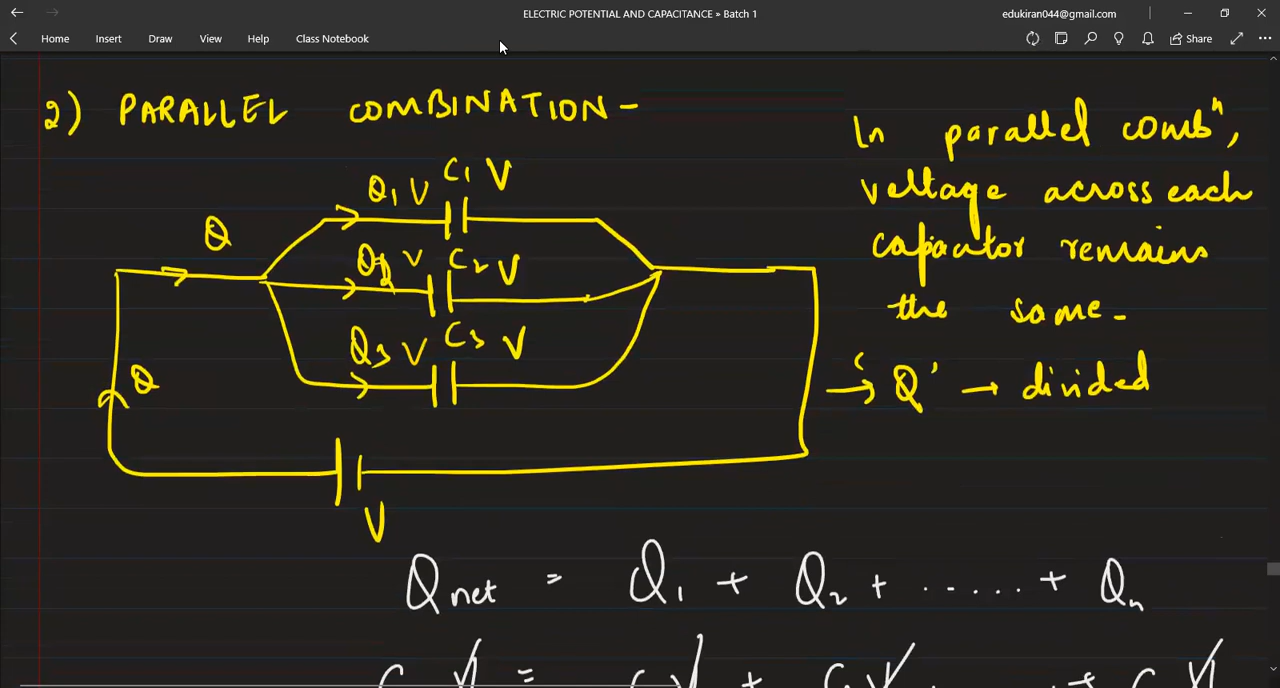 ELECTRIC POTENTIAL AND CAPACITANCE » Batch 1
edukiran044@gmail.com
Home Insert Draw View Help Class Notebook
Share
2) PARALLEL COMBINATION -
In parallel combⁿ,
voltage across each
capacitor remains
the same.
→ 'Q' → divided
Q₁ V C₁ V
Q
Q₂ V C₂ V
Q₃ V C₃ V
Q
V
Qnet = Q₁ + Q₂ + ...... + Qₙ